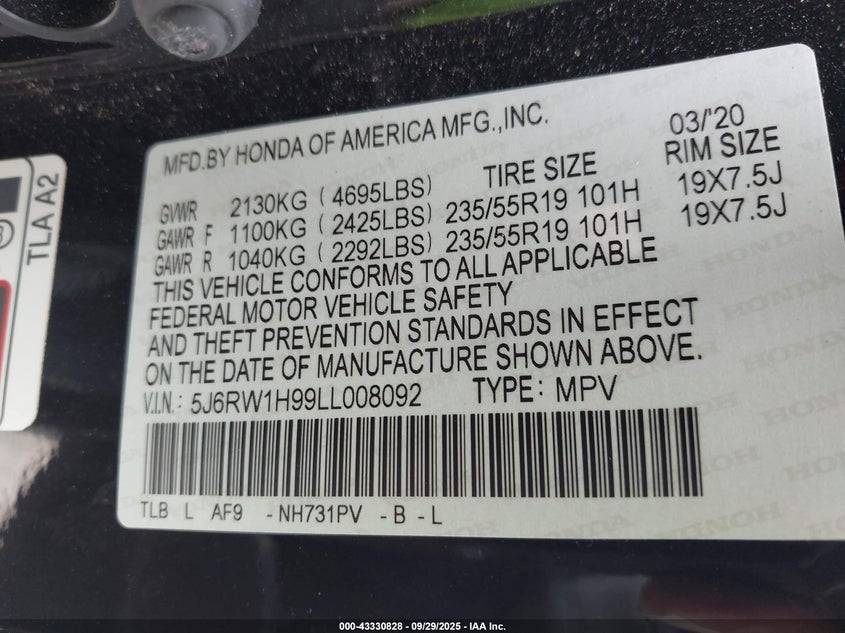 MFD.BY HONDA OF AMERICA MFG.,INC. 03/'20
TIRE SIZE RIM SIZE
GVWR 2130KG (4695LBS)
GAWR F 1100KG (2425LBS) 235/55R19 101H 19X7.5J
GAWR R 1040KG (2292LBS) 235/55R19 101H 19X7.5J
THIS VEHICLE CONFORMS TO ALL APPLICABLE
FEDERAL MOTOR VEHICLE SAFETY
AND THEFT PREVENTION STANDARDS IN EFFECT
ON THE DATE OF MANUFACTURE SHOWN ABOVE.
V.I.N.: 5J6RW1H99LL008092 TYPE: MPV
TLB L AF9 -NH731PV -B -L
TLA A2
000-43330828 - 09/29/2025 - IAA Inc.